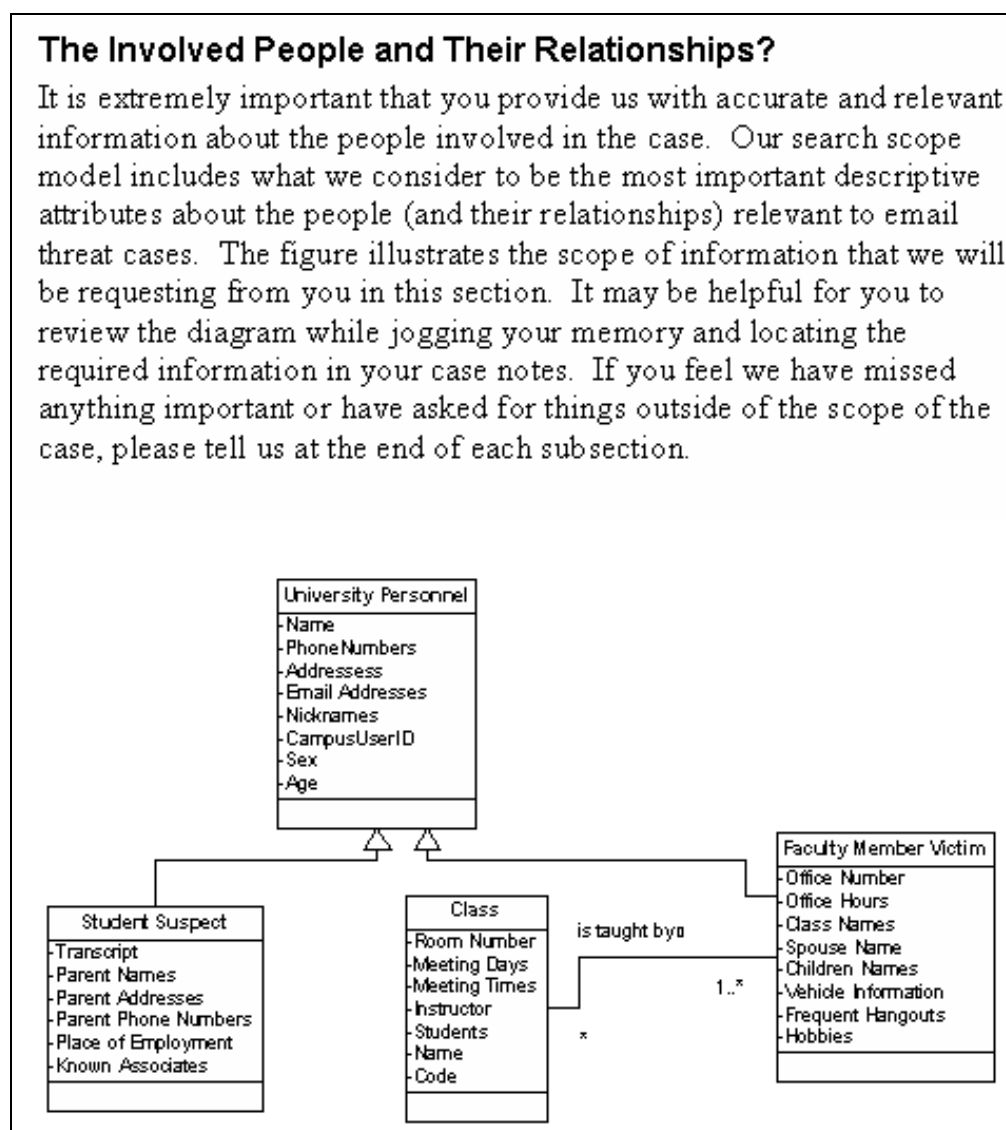 The Involved People and Their Relationships?
It is extremely important that you provide us with accurate and relevant
information about the people involved in the case.  Our search scope
model includes what we consider to be the most important descriptive
attributes about the people (and their relationships) relevant to email
threat cases.  The figure illustrates the scope of information that we will
be requesting from you in this section.  It may be helpful for you to
review the diagram while jogging your memory and locating the
required information in your case notes.  If you feel we have missed
anything important or have asked for things outside of the scope of the
case, please tell us at the end of each subsection.
University Personnel
-Name
-PhoneNumbers
-Addressess
-Email Addresses
-Nicknames
-CampusUserID
-Sex
-Age
Student Suspect
-Transcript
-Parent Names
-Parent Addresses
-Parent Phone Numbers
-Place of Employment
-Known Associates
Class
-Room Number
-Meeting Days
-Meeting Times
-Instructor
-Students
-Name
-Code
is taught by¤
1..*
*
Faculty Member Victim
-Office Number
-Office Hours
-Class Names
-Spouse Name
-Children Names
-Vehicle Information
-Frequent Hangouts
-Hobbies